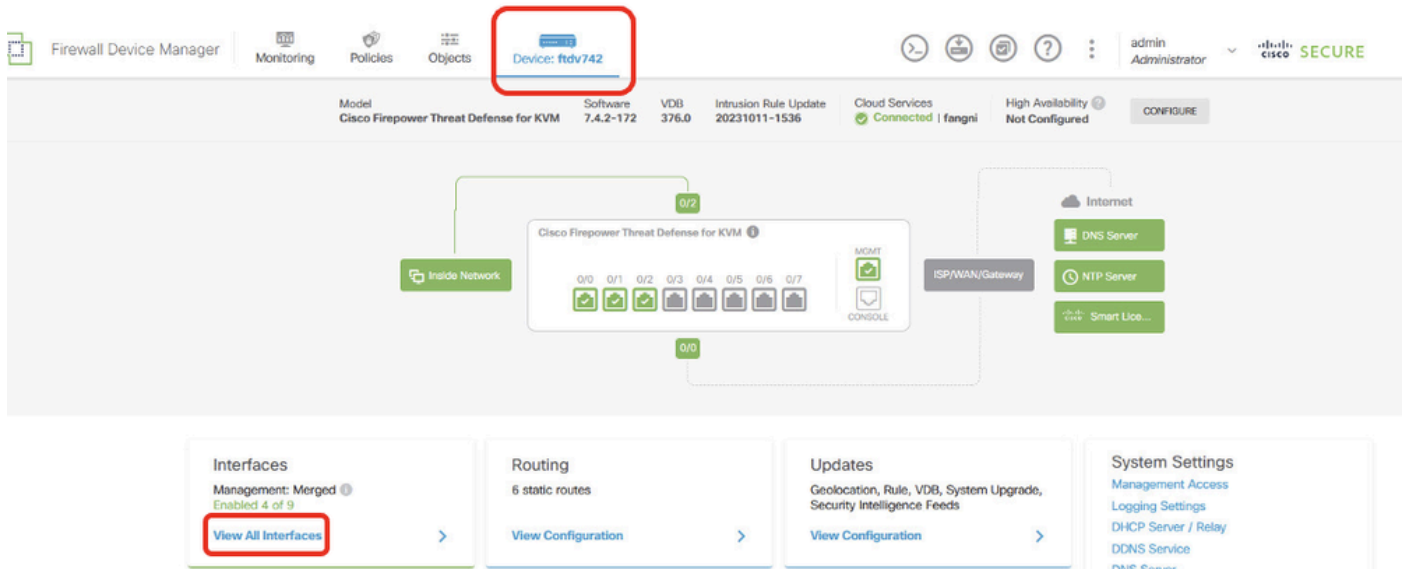 Firewall Device Manager
Monitoring
Policies
Objects
Device: ftdv742
admin
Administrator
cisco SECURE
Model
Cisco Firepower Threat Defense for KVM
Software
7.4.2-172
VDB
376.0
Intrusion Rule Update
20231011-1536
Cloud Services
Connected | fangni
High Availability
Not Configured
CONFIGURE
0/2
Internet
Cisco Firepower Threat Defense for KVM
DNS Server
MGMT
Inside Network
0/0 0/1 0/2 0/3 0/4 0/5 0/6 0/7
ISP/WAN/Gateway
NTP Server
CONSOLE
cisco Smart Lice...
0/0
Interfaces
Management: Merged
Enabled 4 of 9
View All Interfaces
Routing
6 static routes
View Configuration
Updates
Geolocation, Rule, VDB, System Upgrade,
Security Intelligence Feeds
View Configuration
System Settings
Management Access
Logging Settings
DHCP Server / Relay
DDNS Service
DNS Server